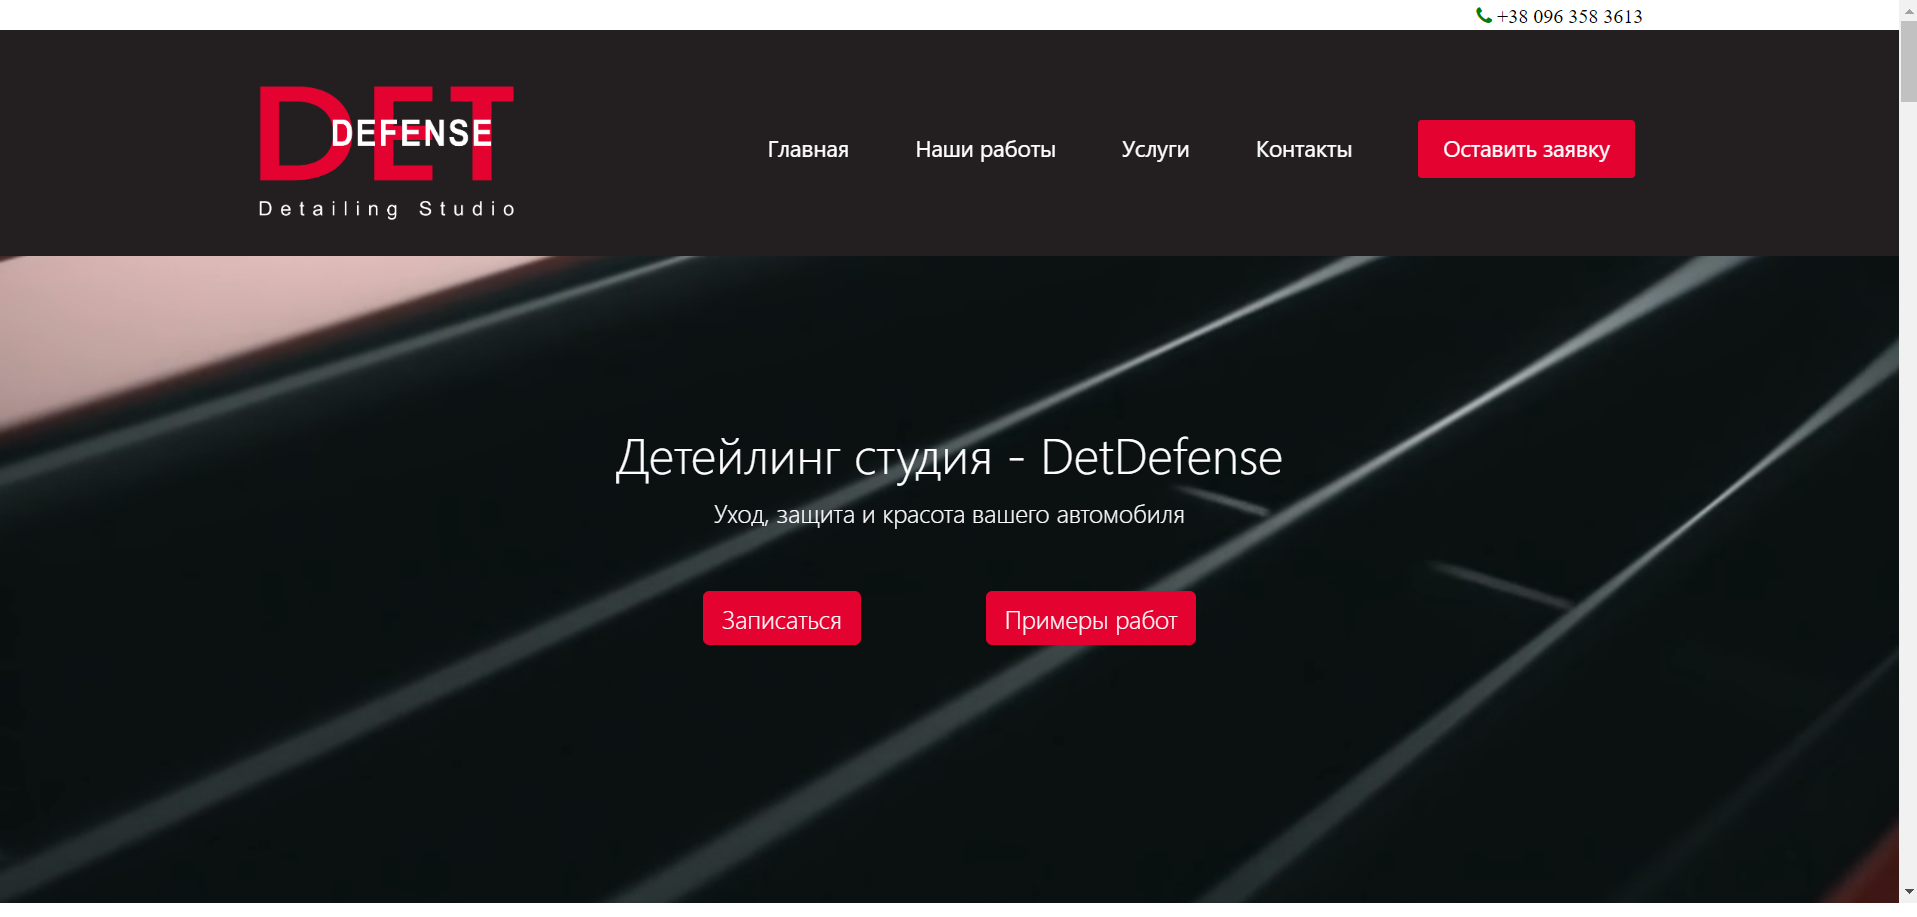 +38 096 358 3613
DET
DEFENSE
Detailing Studio
Главная
Наши работы
Услуги
Контакты
Оставить заявку
Детейлинг студия - DetDefense
Уход, защита и красота вашего автомобиля
Записаться
Примеры работ